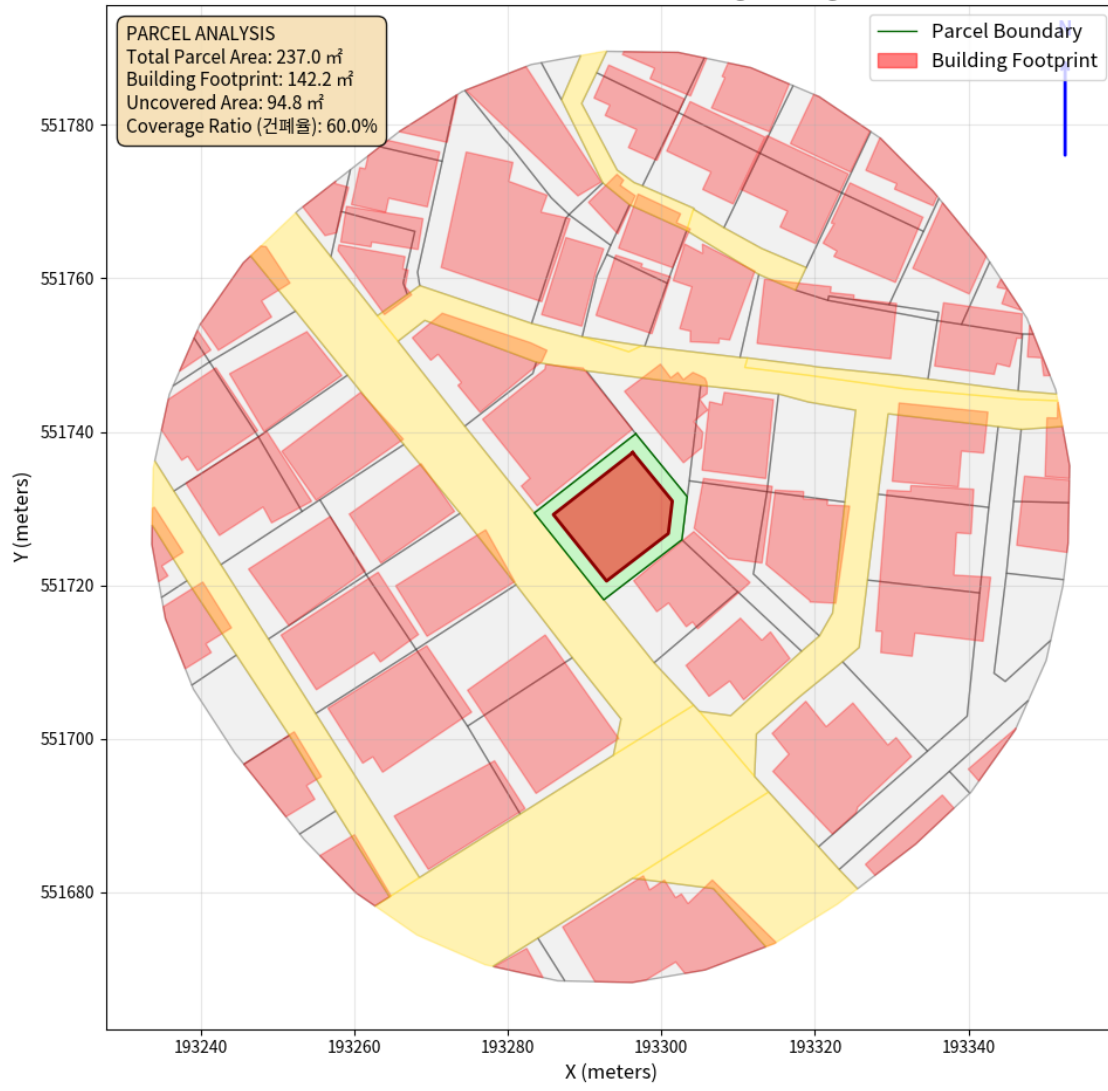 PARCEL ANALYSIS
Total Parcel Area: 237.0 ㎡
Building Footprint: 142.2 ㎡
Uncovered Area: 94.8 ㎡
Coverage Ratio (건폐율): 60.0%
N
Parcel Boundary
Building Footprint
Y (meters)
551780
551760
551740
551720
551700
551680
193240
193260
193280
193300
193320
193340
X (meters)